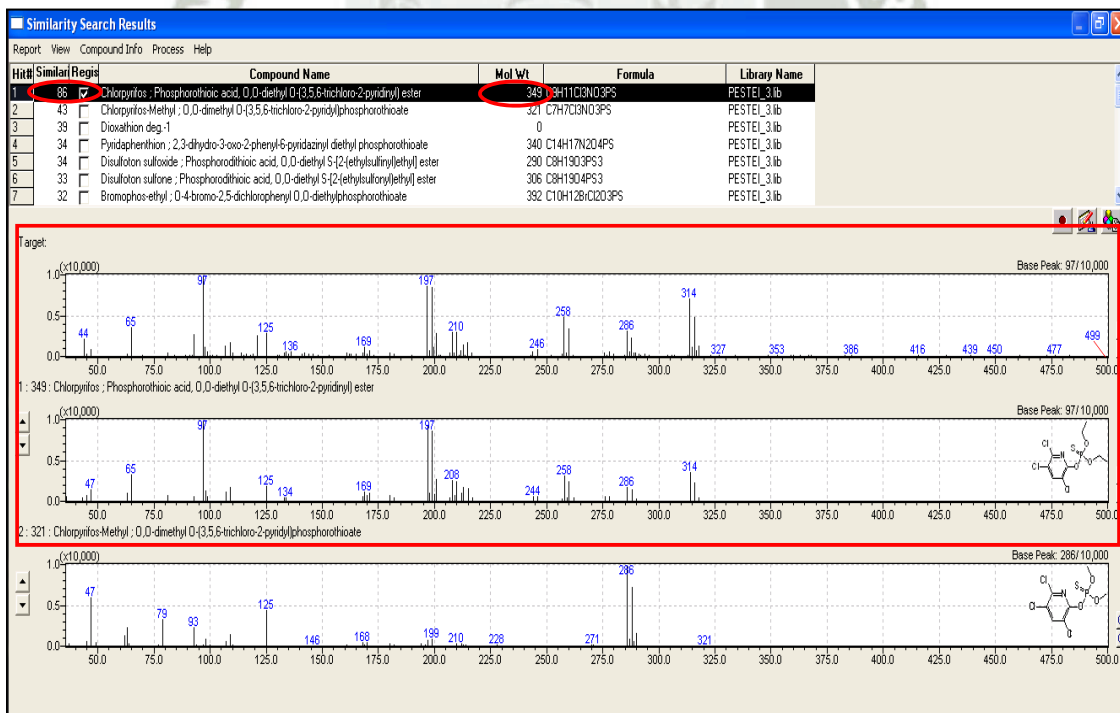 Similarity Search Results
Report View Compound Info Process Help
Hit# Similar Regis Compound Name Mol Wt Formula Library Name
1 86 Chlorpyrifos ; Phosphorothioic acid, O,O-diethyl O-(3,5,6-trichloro-2-pyridinyl) ester 349 C9H11Cl3NO3PS PESTEI_3.lib
2 43 Chlorpyrifos-Methyl ; O,O-dimethyl O-(3,5,6-trichloro-2-pyridyl)phosphorothioate 321 C7H7Cl3NO3PS PESTEI_3.lib
3 39 Dioxathion deg.-1 0 PESTEI_3.lib
4 34 Pyridaphenthion ; 2,3-dihydro-3-oxo-2-phenyl-6-pyridazinyl diethyl phosphorothioate 340 C14H17N2O4PS PESTEI_3.lib
5 34 Disulfoton sulfoxide ; Phosphorodithioic acid, O,O-diethyl S-[2-(ethylsulfinyl)ethyl] ester 290 C8H19O3PS3 PESTEI_3.lib
6 33 Disulfoton sulfone ; Phosphorodithioic acid, O,O-diethyl S-[2-(ethylsulfonyl)ethyl] ester 306 C8H19O4PS3 PESTEI_3.lib
7 32 Bromophos-ethyl ; O-4-bromo-2,5-dichlorophenyl O,O-diethylphosphorothioate 392 C10H12BrCl2O3PS PESTEI_3.lib
Target:
(x10,000) Base Peak: 97/10,000
1.0 97 197
314
0.5 65 125 210 258 286
44 136 169 246 327 353 386 416 439 450 477 499
0.0
50.0 75.0 100.0 125.0 150.0 175.0 200.0 225.0 250.0 275.0 300.0 325.0 350.0 375.0 400.0 425.0 450.0 475.0 500.0
1 : 349 : Chlorpyrifos ; Phosphorothioic acid, O,O-diethyl O-(3,5,6-trichloro-2-pyridinyl) ester
(x10,000) Base Peak: 97/10,000
1.0 97 197
0.5 65 208 258 314
47 125 134 169 244 286
0.0
Cl Cl N O S P O O Cl
50.0 75.0 100.0 125.0 150.0 175.0 200.0 225.0 250.0 275.0 300.0 325.0 350.0 375.0 400.0 425.0 450.0 475.0 500.0
2 : 321 : Chlorpyrifos-Methyl ; O,O-dimethyl O-(3,5,6-trichloro-2-pyridyl)phosphorothioate
(x10,000) Base Peak: 286/10,000
1.0 286
0.5 47 79 93 125
146 168 199 210 228 271 321
0.0
Cl Cl N O S P O O Cl
50.0 75.0 100.0 125.0 150.0 175.0 200.0 225.0 250.0 275.0 300.0 325.0 350.0 375.0 400.0 425.0 450.0 475.0 500.0